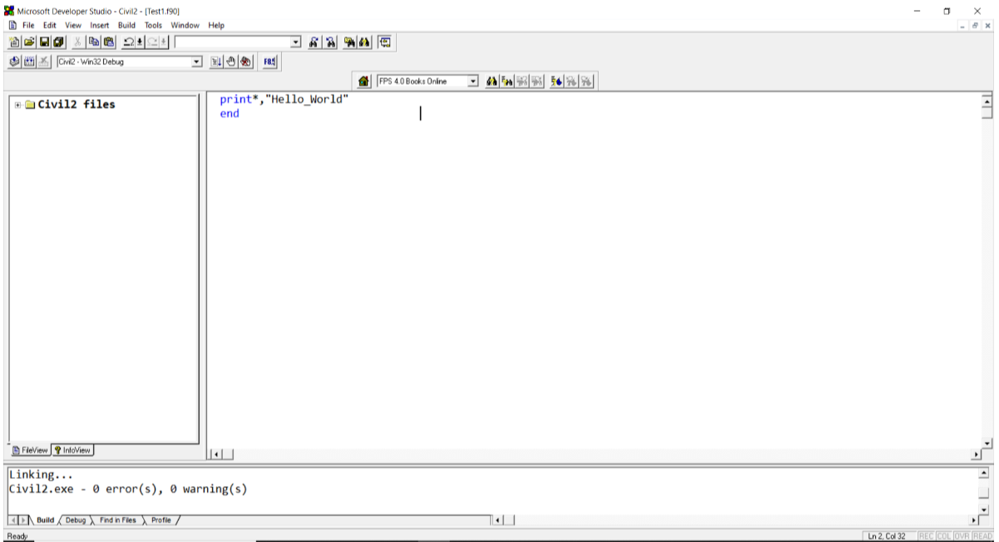 Microsoft Developer Studio - Civil2 - [Test1.f90]
File Edit View Insert Build Tools Window Help
Civil2 - Win32 Debug
FPS 4.0 Books Online
Civil2 files
print*,"Hello_World"
end
FileView InfoView
Linking...
Civil2.exe - 0 error(s), 0 warning(s)
Build Debug Find in Files Profile
Ready Ln 2, Col 32 REC COL OVR READ